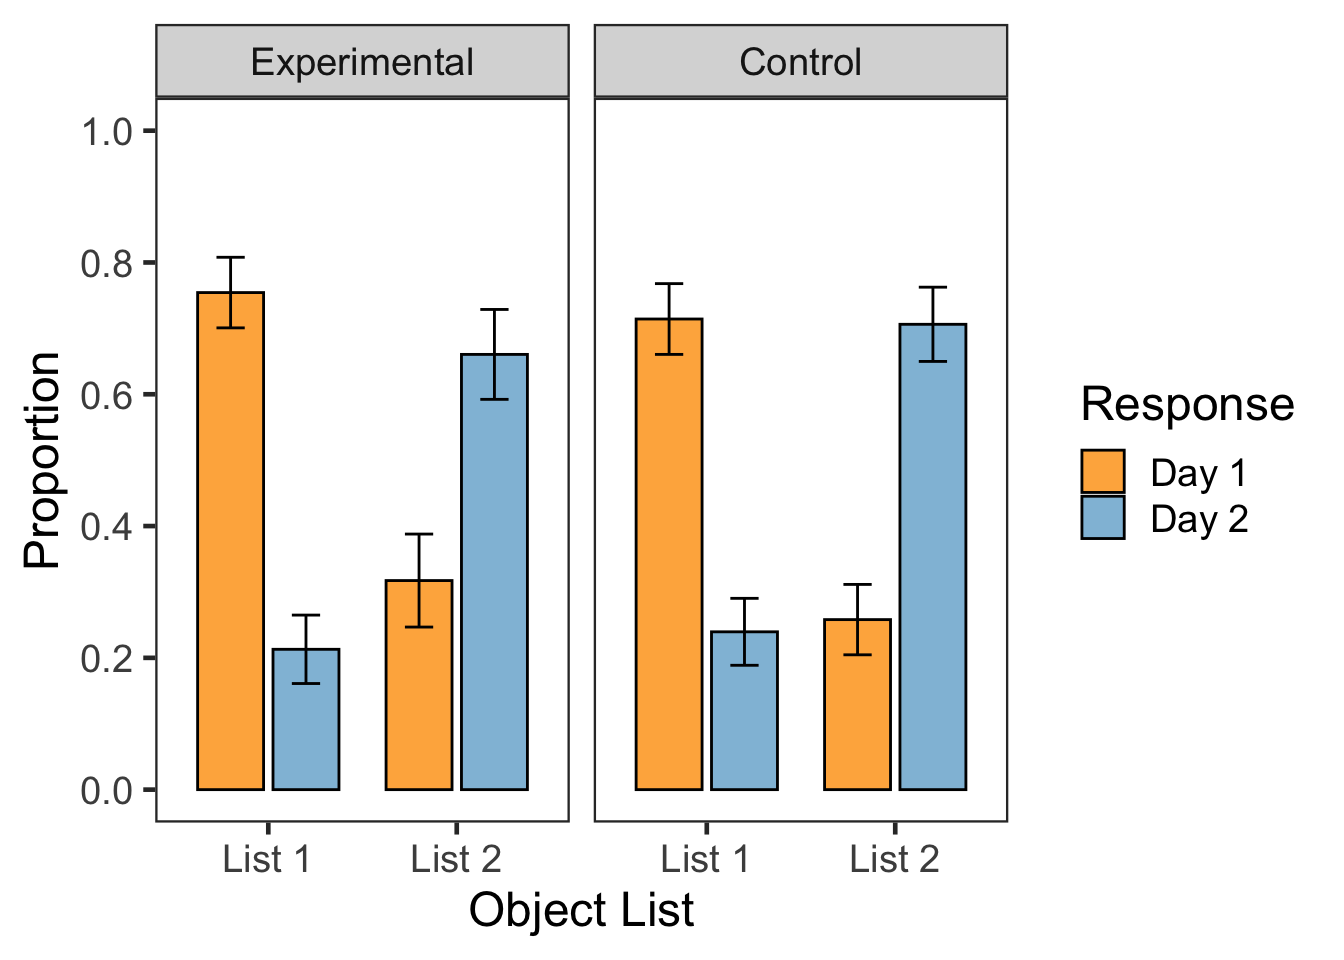 Experimental
Control
1.0
0.8
0.6
0.4
0.2
0.0
Proportion
List 1
List 2
List 1
List 2
Object List
Response
Day 1
Day 2